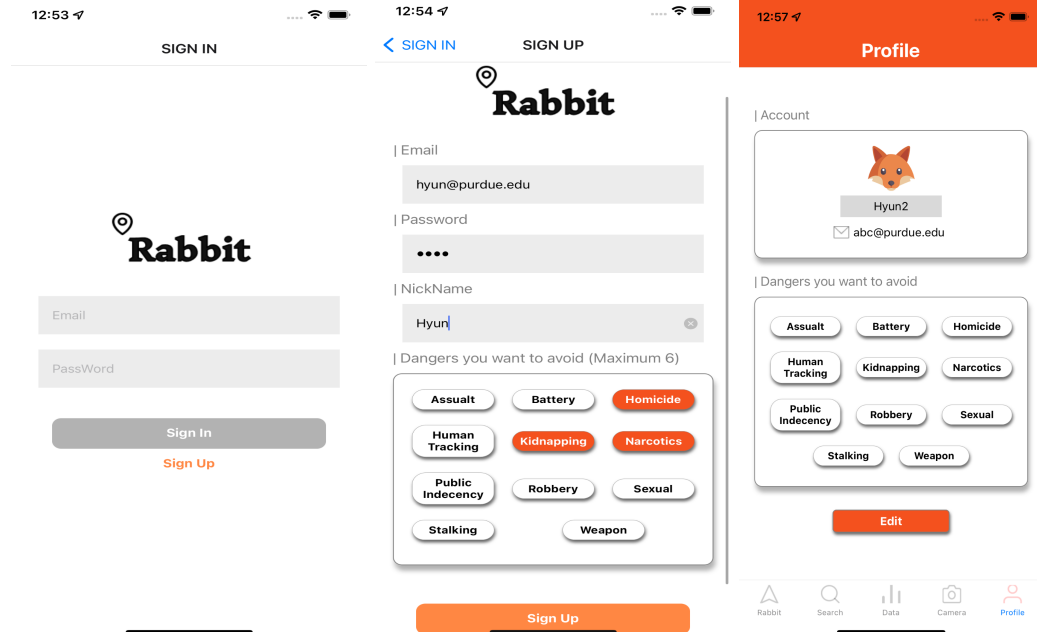 12:53
SIGN IN
Rabbit
Email
PassWord
Sign In
Sign Up
12:54
SIGN IN
SIGN UP
Rabbit
| Email
hyun@purdue.edu
| Password
••••
| NickName
Hyun
| Dangers you want to avoid (Maximum 6)
Assualt Battery Homicide
Human
Tracking
Kidnapping Narcotics
Public
Indecency
Robbery Sexual
Stalking Weapon
Sign Up
12:57
Profile
| Account
Hyun2
abc@purdue.edu
| Dangers you want to avoid
Assualt Battery Homicide
Human
Tracking
Kidnapping Narcotics
Public
Indecency
Robbery Sexual
Stalking Weapon
Edit
Rabbit Search Data Camera Profile